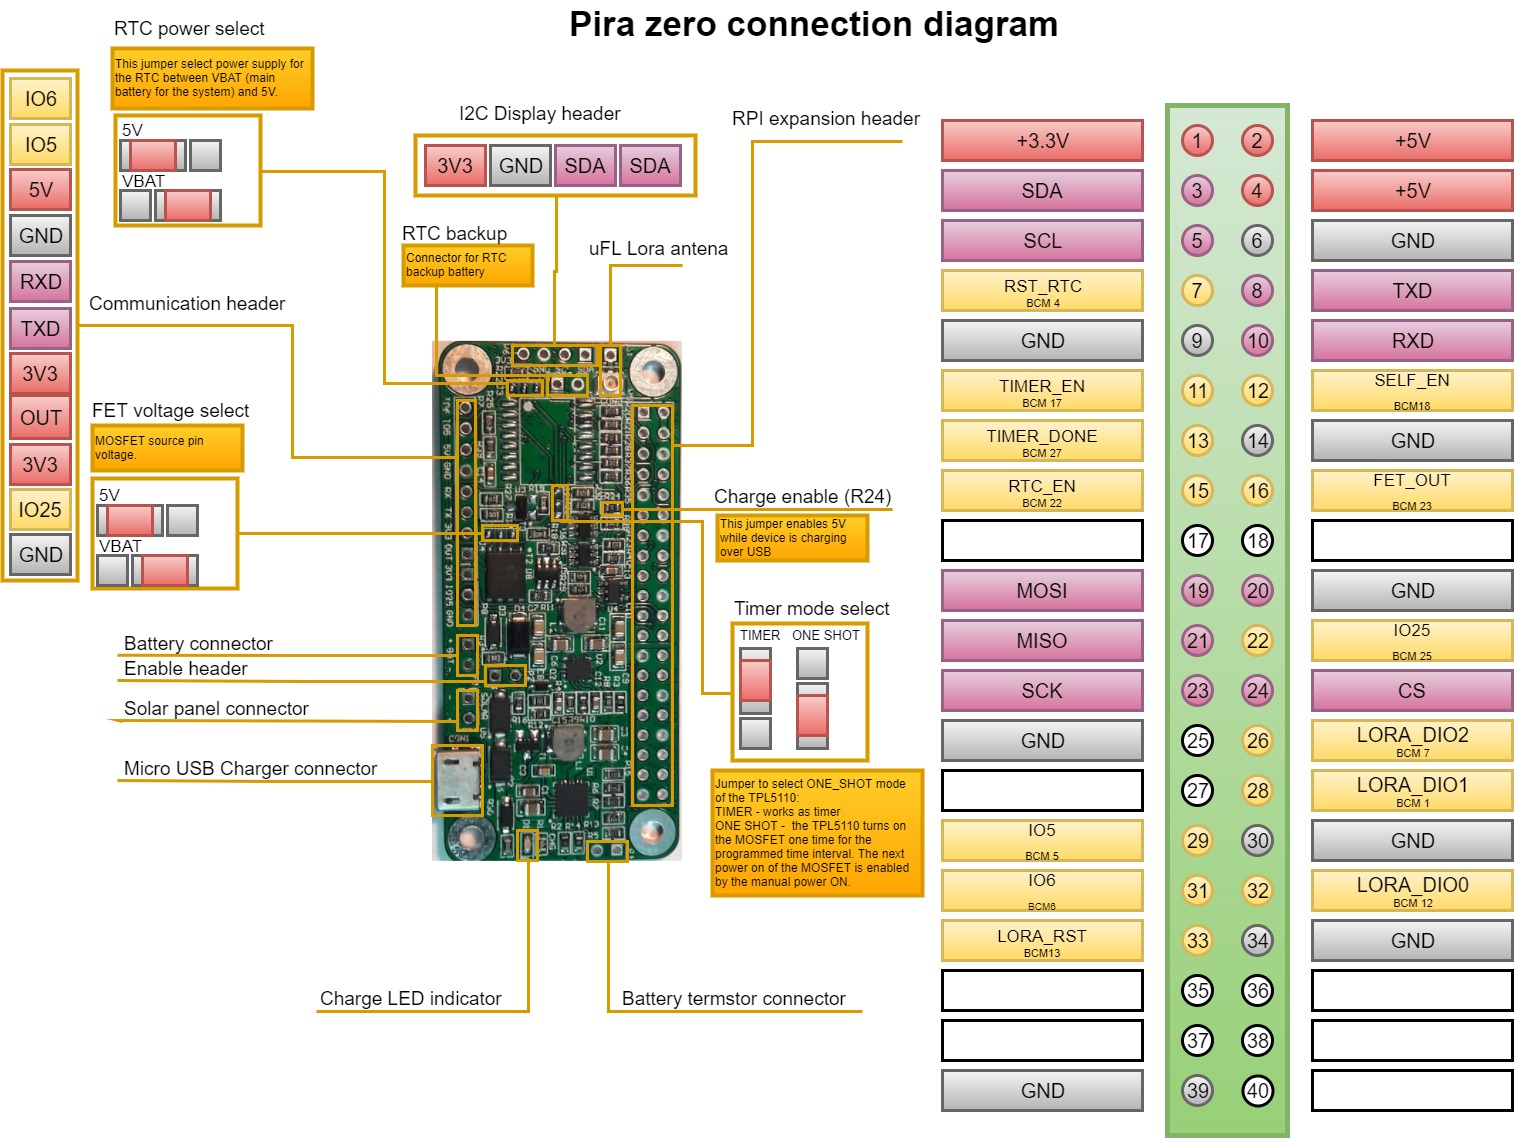 Pira zero connection diagram
RTC power select
This jumper select power supply for
the RTC between VBAT (main
battery for the system) and 5V.
5V
VBAT
IO6
IO5
5V
GND
RXD
TXD
3V3
OUT
3V3
IO25
GND
I2C Display header
3V3 GND SDA SDA
RTC backup
Connector for RTC
backup battery
uFL Lora antena
RPI expansion header
Communication header
FET voltage select
MOSFET source pin
voltage.
5V
VBAT
Charge enable (R24)
This jumper enables 5V
while device is charging
over USB
Timer mode select
TIMER ONE SHOT
Jumper to select ONE_SHOT mode
of the TPL5110:
TIMER - works as timer
ONE SHOT - the TPL5110 turns on
the MOSFET one time for the
programmed time interval. The next
power on of the MOSFET is enabled
by the manual power ON.
Battery connector
Enable header
Solar panel connector
Micro USB Charger connector
Charge LED indicator
Battery termstor connector
+3.3V 1 2 +5V
SDA 3 4 +5V
SCL 5 6 GND
RST_RTC 7 8 TXD
BCM 4
GND 9 10 RXD
TIMER_EN 11 12 SELF_EN
BCM 17 BCM18
TIMER_DONE 13 14 GND
BCM 27
RTC_EN 15 16 FET_OUT
BCM 22 BCM 23
17 18
MOSI 19 20 GND
MISO 21 22 IO25
BCM 25
SCK 23 24 CS
GND 25 26 LORA_DIO2
BCM 7
27 28 LORA_DIO1
BCM 1
IO5 29 30 GND
BCM 5
IO6 31 32 LORA_DIO0
BCM6 BCM 12
LORA_RST 33 34 GND
BCM13
35 36
37 38
GND 39 40